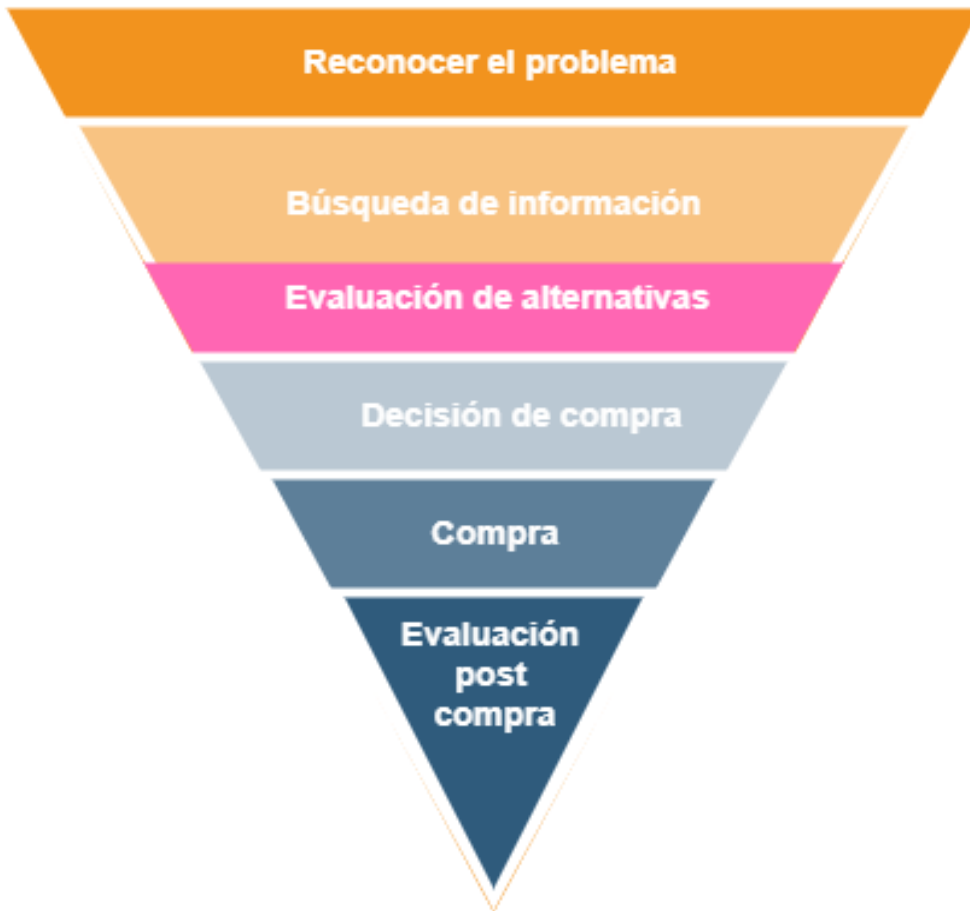 Reconocer el problema
Búsqueda de información
Evaluación de alternativas
Decisión de compra
Compra
Evaluación
post
compra